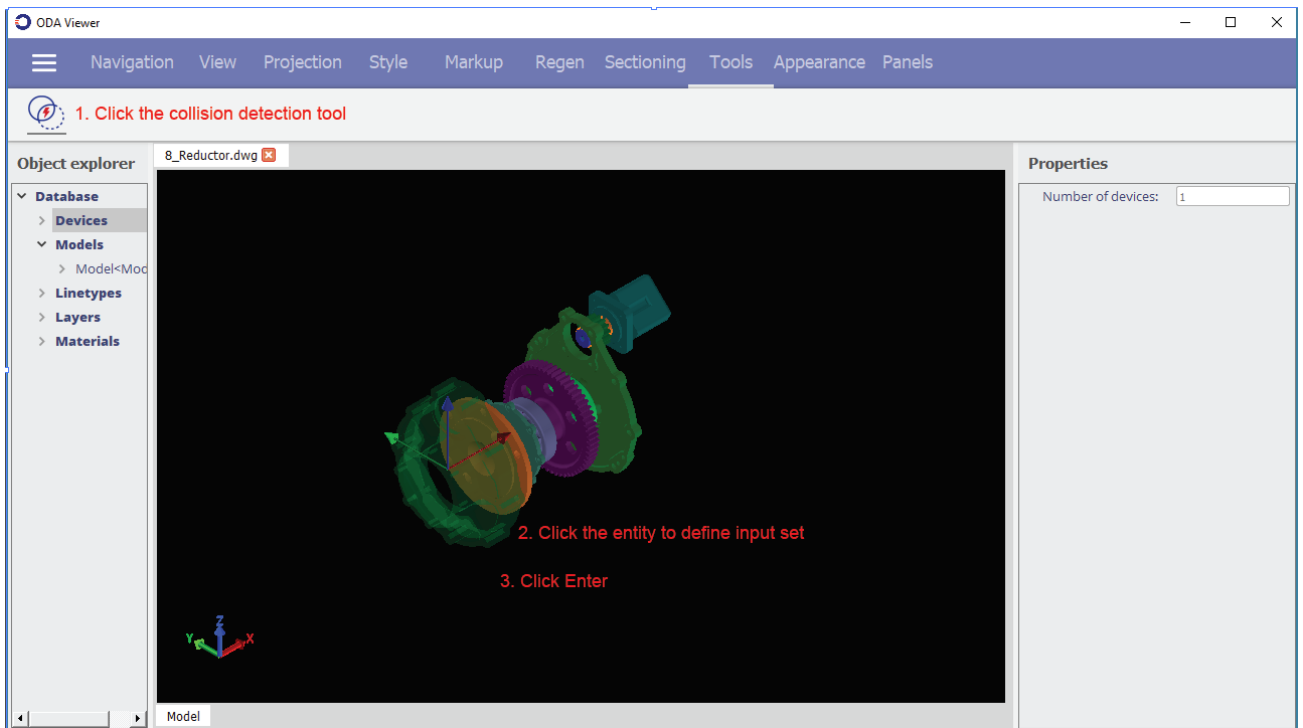 ODA Viewer
Navigation View Projection Style Markup Regen Sectioning Tools Appearance Panels
1. Click the collision detection tool
Object explorer
8_Reductor.dwg
Properties
Database
Devices
Models
Model<Mod
Linetypes
Layers
Materials
Number of devices: 1
2. Click the entity to define input set
3. Click Enter
Z
Y
X
Model